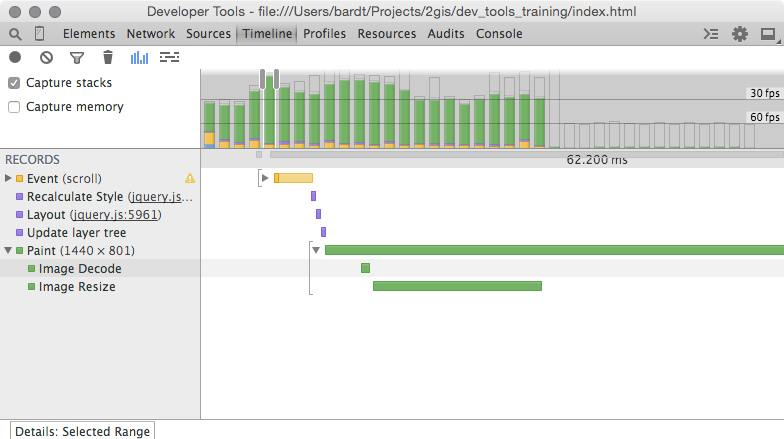 Developer Tools - file:///Users/bardt/Projects/2gis/dev_tools_training/index.html
Elements Network Sources Timeline Profiles Resources Audits Console
Capture stacks
Capture memory
30 fps
60 fps
RECORDS
62.200 ms
Event (scroll)
Recalculate Style (jquery.js...
Layout (jquery.js:5961)
Update layer tree
Paint (1440 × 801)
Image Decode
Image Resize
Details: Selected Range